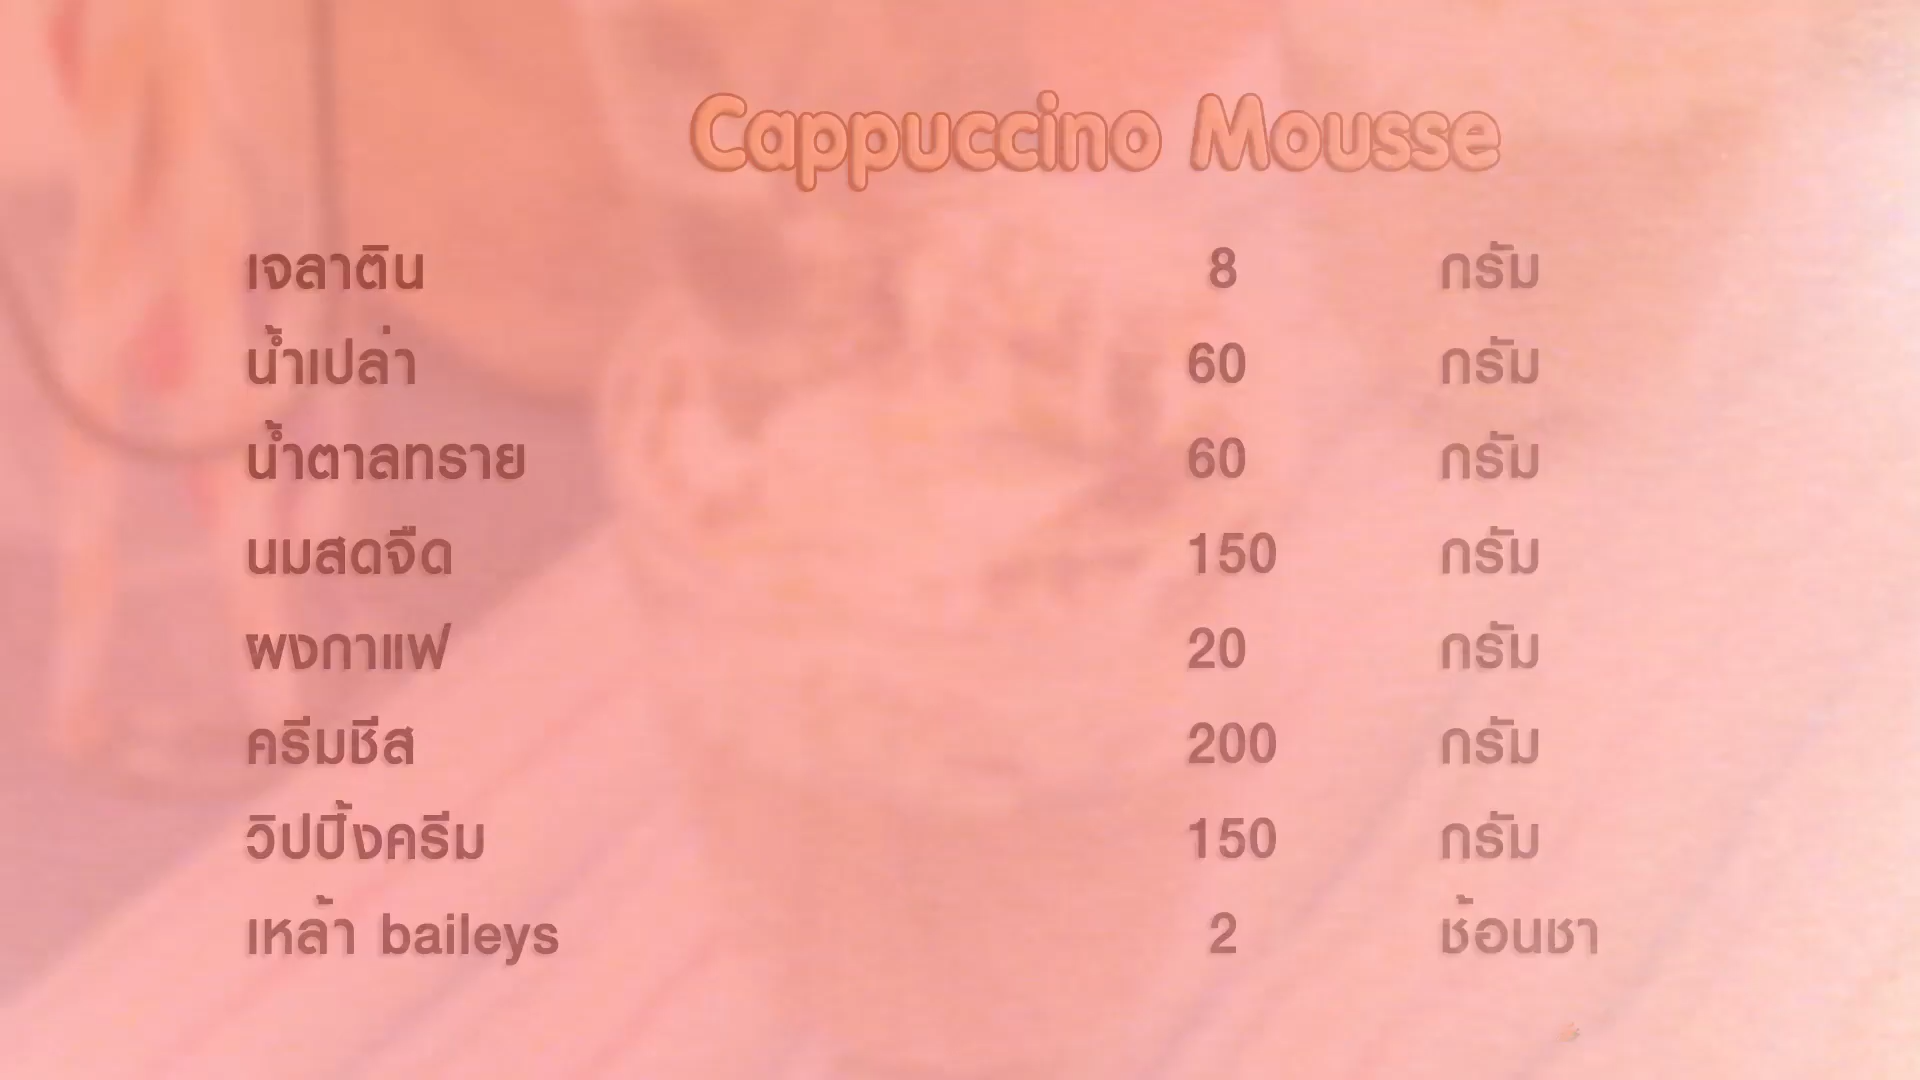 Cappuccino Mousse
เจลาติน 8 กรัม
น้ำเปล่า 60 กรัม
น้ำตาลทราย 60 กรัม
นมสดจืด 150 กรัม
ผงกาแฟ 20 กรัม
ครีมชีส 200 กรัม
วิปปิ้งครีม 150 กรัม
เหล้า baileys 2 ช้อนชา